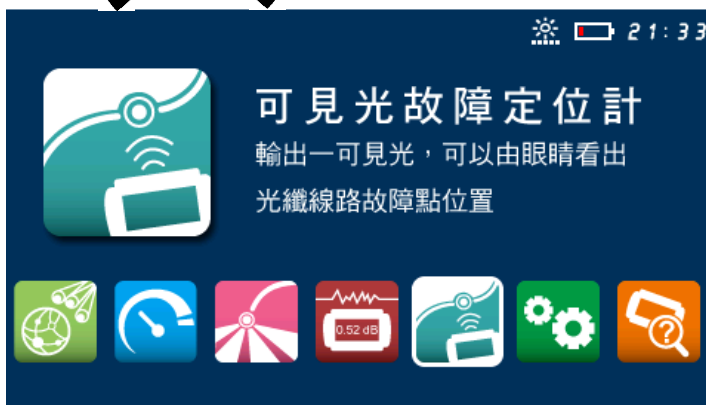 21:33
可見光故障定位計
輸出一可見光，可以由眼睛看出
光纖線路故障點位置
0.52 dB
?